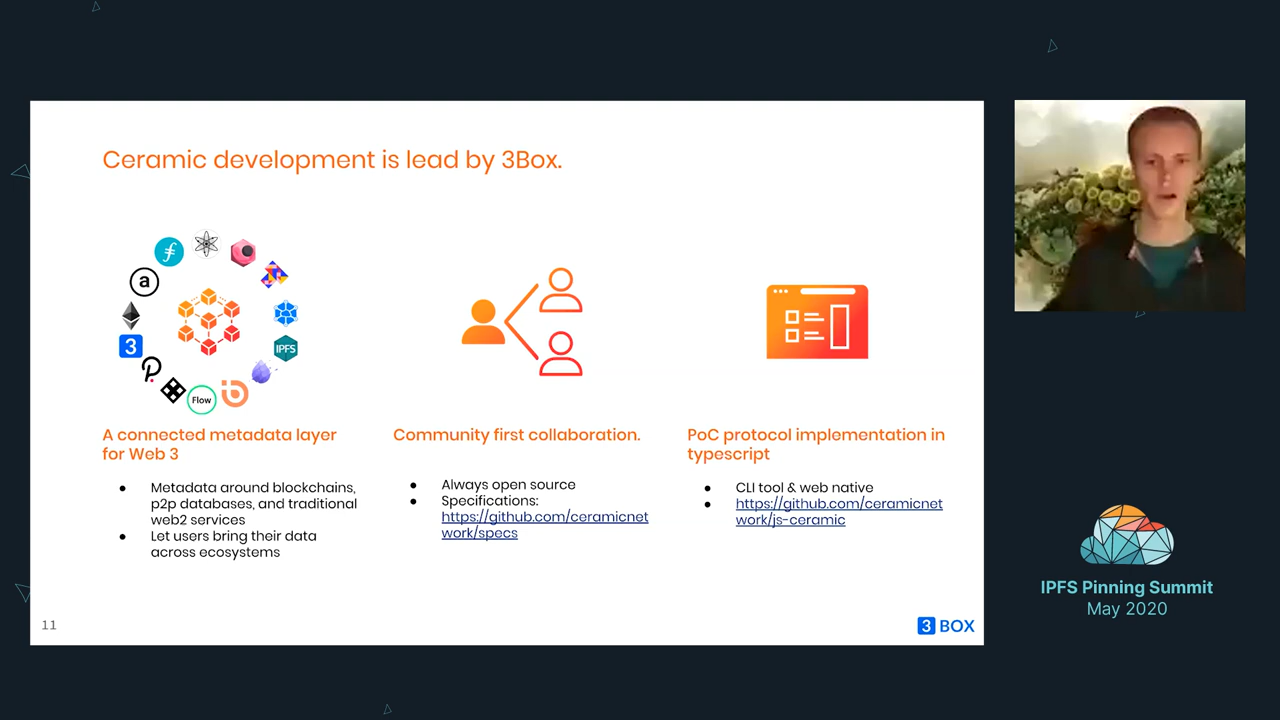 Ceramic development is lead by 3Box.
a
3
IPFS
Flow
A connected metadata layer
for Web 3
● Metadata around blockchains,
p2p databases, and traditional
web2 services
● Let users bring their data
across ecosystems
Community first collaboration.
● Always open source
● Specifications:
https://github.com/ceramicnet
work/specs
PoC protocol implementation in
typescript
● CLI tool & web native
● https://github.com/ceramicnet
work/js-ceramic
11
3 BOX
IPFS Pinning Summit
May 2020